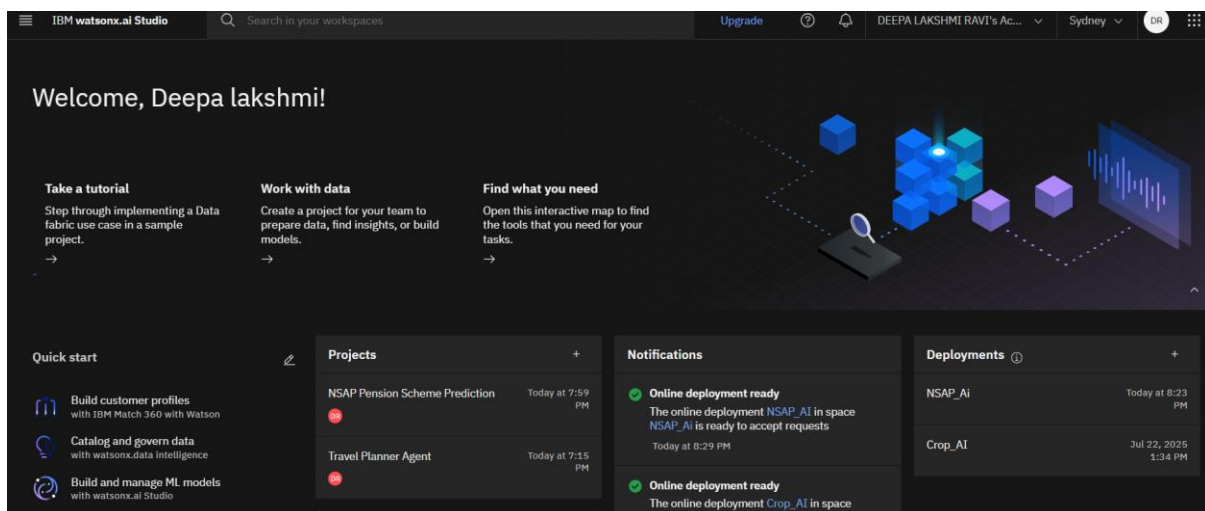 IBM watsonx.ai Studio
Search in your workspaces
Upgrade
DEEPA LAKSHMI RAVI's Ac...
Sydney
DR
Welcome, Deepa lakshmi!
Take a tutorial
Step through implementing a Data
fabric use case in a sample
project.
Work with data
Create a project for your team to
prepare data, find insights, or build
models.
Find what you need
Open this interactive map to find
the tools that you need for your
tasks.
Quick start
Build customer profiles
with IBM Match 360 with Watson
Catalog and govern data
with watsonx.data intelligence
Build and manage ML models
with watsonx.ai Studio
Projects
NSAP Pension Scheme Prediction
Today at 7:59
PM
DR
Travel Planner Agent
Today at 7:15
PM
DR
Notifications
Online deployment ready
The online deployment NSAP_AI in space
NSAP_Ai is ready to accept requests
Today at 8:29 PM
Online deployment ready
The online deployment Crop_AI in space
Deployments
NSAP_Ai
Today at 8:23
PM
Crop_AI
Jul 22, 2025
1:34 PM